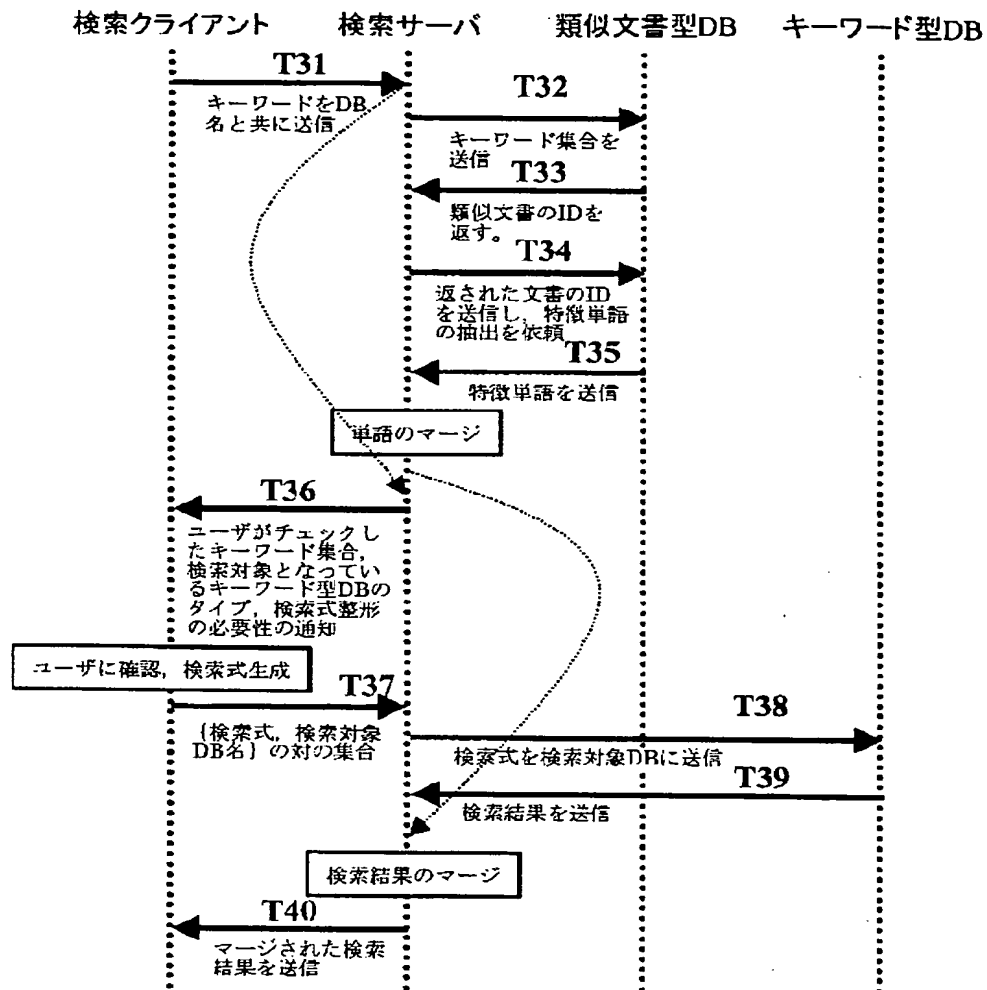 検索クライアント 検索サーバ 類似文書型DB キーワード型DB
T31
キーワードをDB
名と共に送信
T32
キーワード集合を
送信
T33
類似文書のIDを
返す。
T34
返された文書のID
を送信し，特徴単語
の抽出を依頼
T35
特徴単語を送信
単語のマージ
T36
ユーザがチェックし
たキーワード集合，
検索対象となってい
るキーワード型DBの
タイプ，検索式整形
の必要性の通知
ユーザに確認，検索式生成
T37
{検索式，検索対象
DB名}の対の集合
T38
検索式を検索対象DBに送信
T39
検索結果を送信
検索結果のマージ
T40
マージされた検索
結果を送信